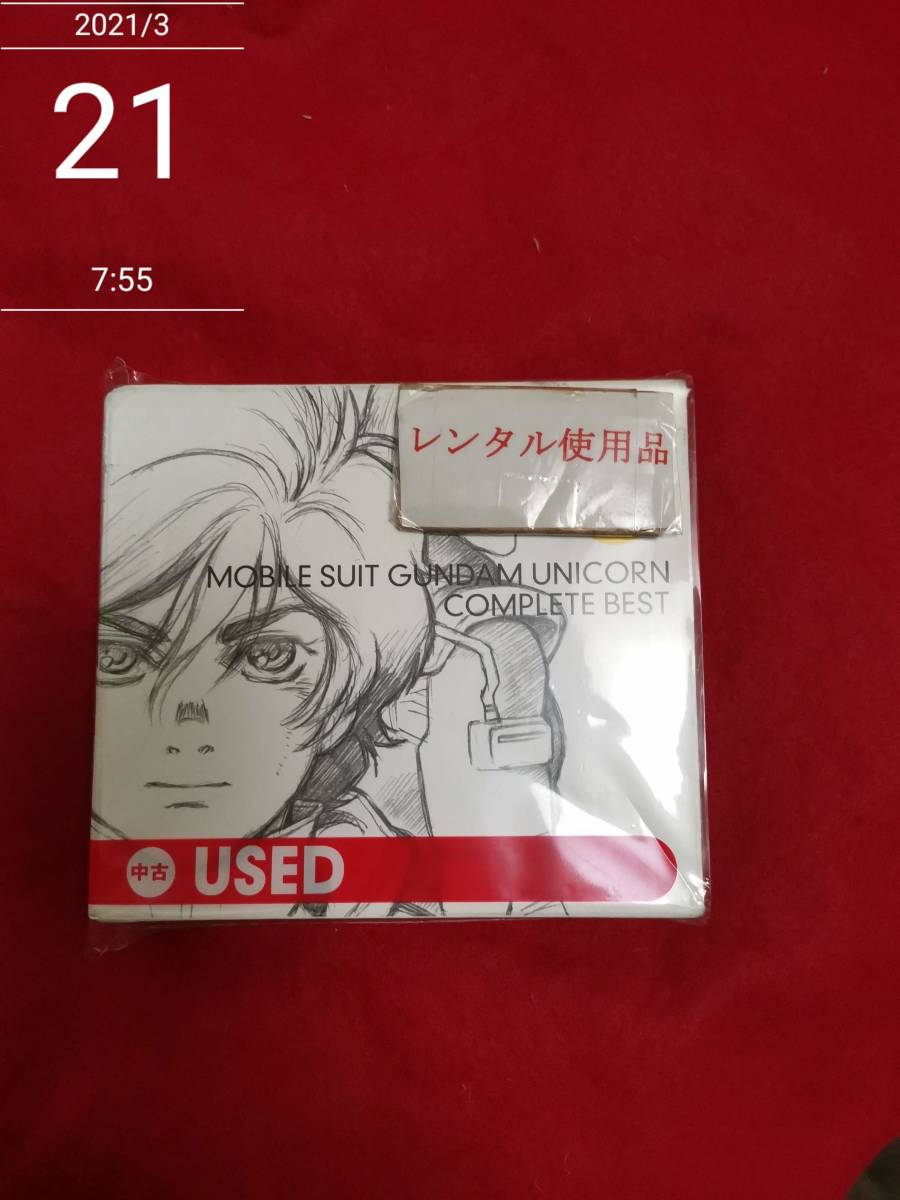 2021/3
21
7:55
レンタル使用品
MOBILE SUIT GUNDAM UNICORN
COMPLETE BEST
中古 USED